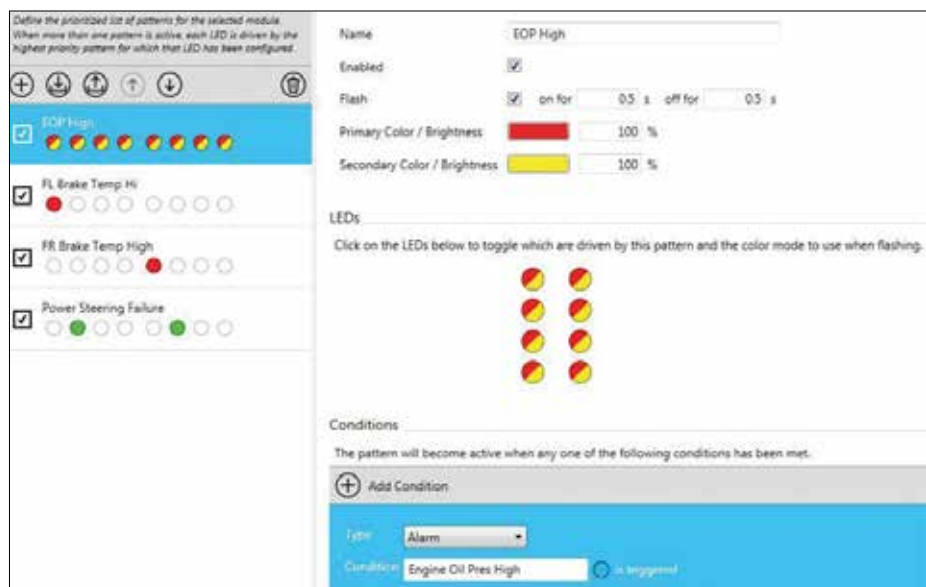 Define the prioritized list of patterns for the selected module.
When more than one pattern is active, each LED is driven by the
highest priority pattern for which that LED has been configured.
EOP High
FL Brake Temp Hi
FR Brake Temp High
Power Steering Failure
Name EOP High
Enabled
Flash on for 0.5 s off for 0.5 s
Primary Color / Brightness 100 %
Secondary Color / Brightness 100 %
LEDs
Click on the LEDs below to toggle which are driven by this pattern and the color mode to use when flashing.
Conditions
The pattern will become active when any one of the following conditions has been met.
Add Condition
Type Alarm
Condition Engine Oil Pres High is triggered